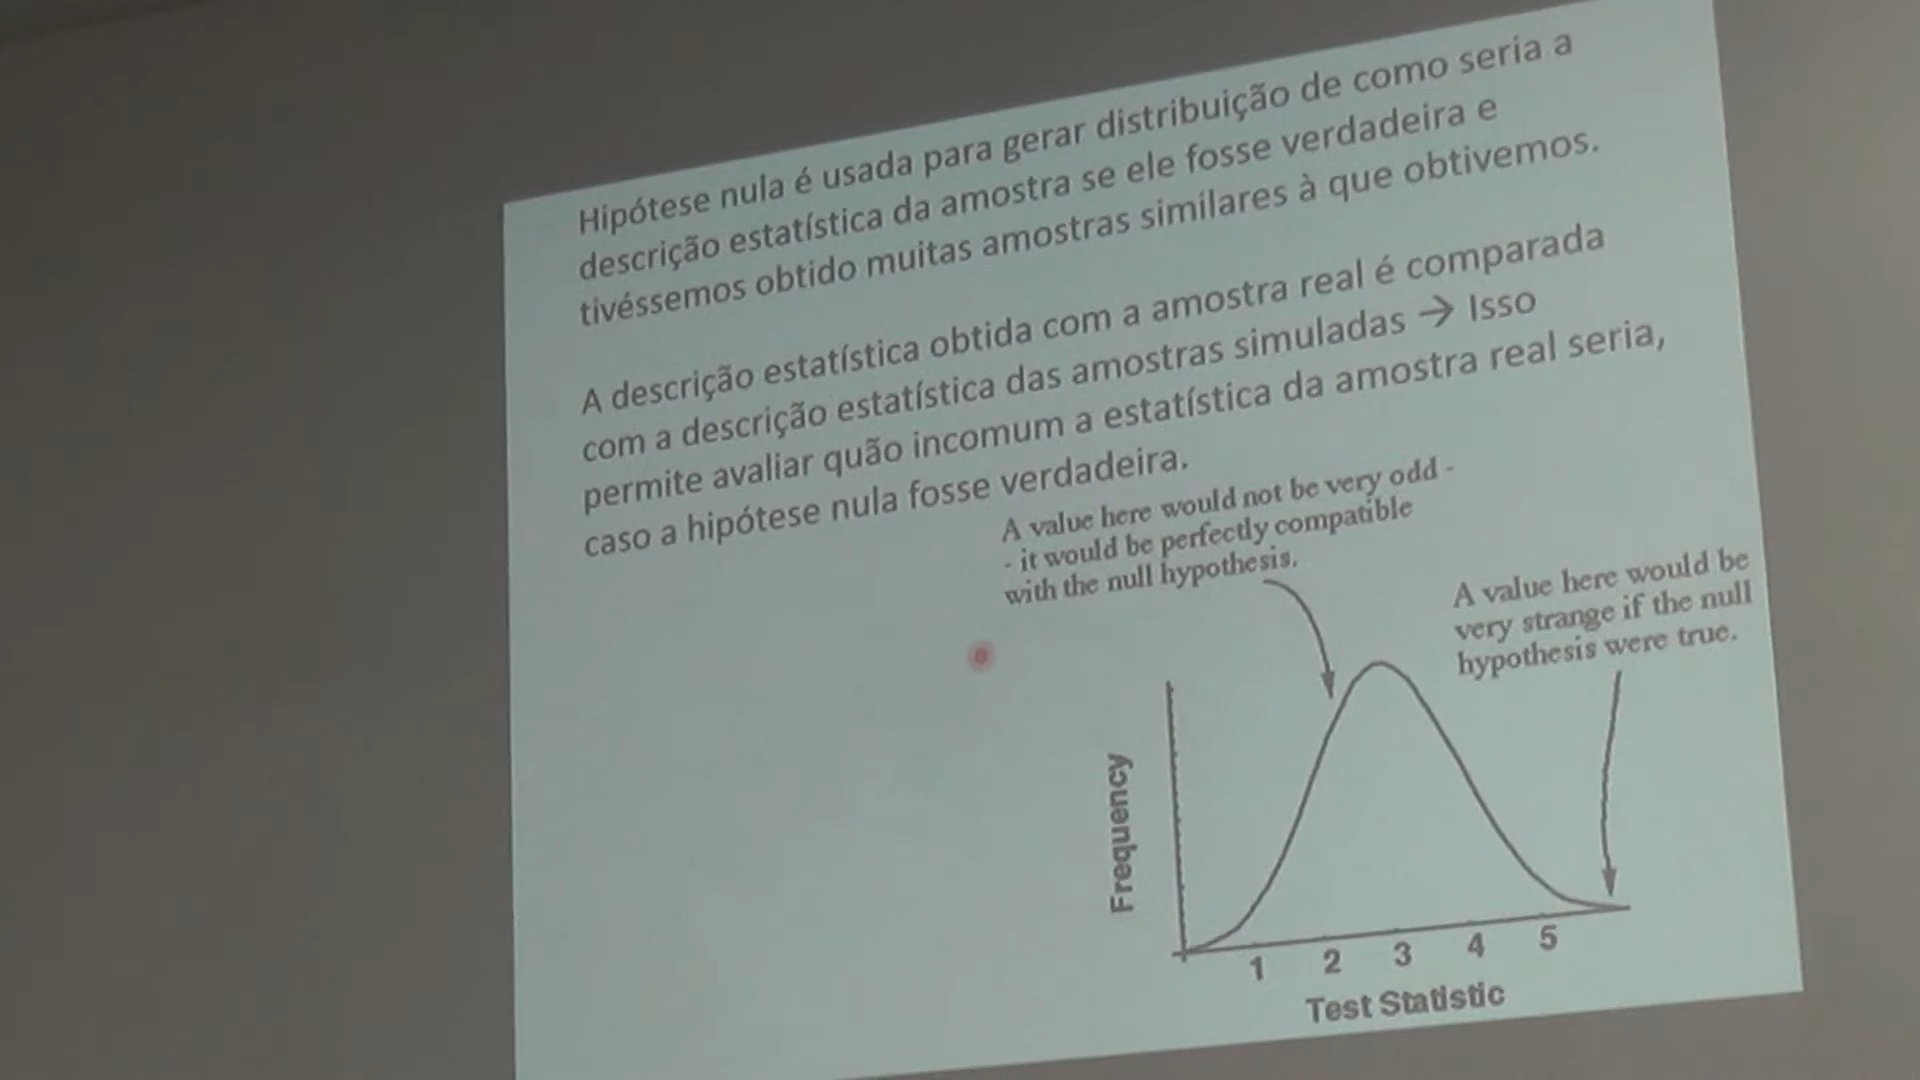 Hipótese nula é usada para gerar distribuição de como seria a
descrição estatística da amostra se ele fosse verdadeira e
tivéssemos obtido muitas amostras similares à que obtivemos.
A descrição estatística obtida com a amostra real é comparada
com a descrição estatística das amostras simuladas → Isso
permite avaliar quão incomum a estatística da amostra real seria,
caso a hipótese nula fosse verdadeira.
A value here would not be very odd -
- it would be perfectly compatible
with the null hypothesis.
A value here would be
very strange if the null
hypothesis were true.
Frequency
1 2 3 4 5
Test Statistic